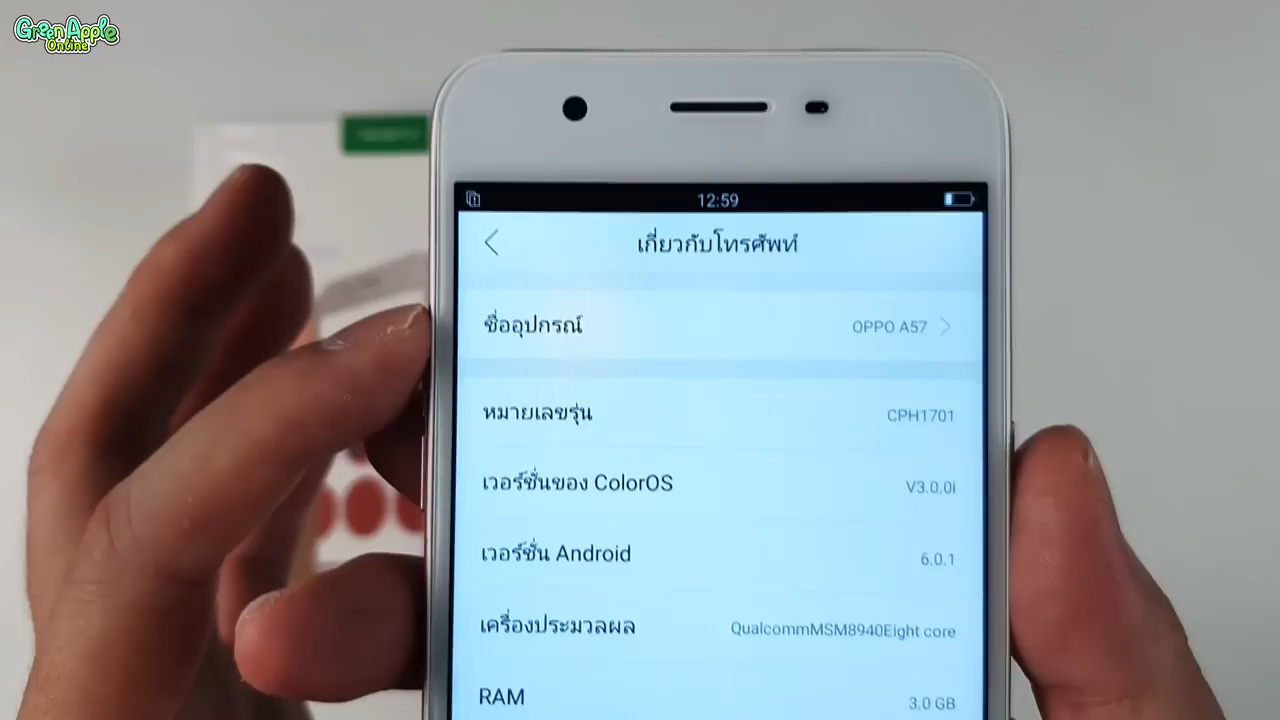 GreenApple
Online
12:59
เกี่ยวกับโทรศัพท์
ชื่ออุปกรณ์ OPPO A57
หมายเลขรุ่น CPH1701
เวอร์ชั่นของ ColorOS V3.0.0i
เวอร์ชั่น Android 6.0.1
เครื่องประมวลผล QualcommMSM8940Eight core
RAM 3.0 GB